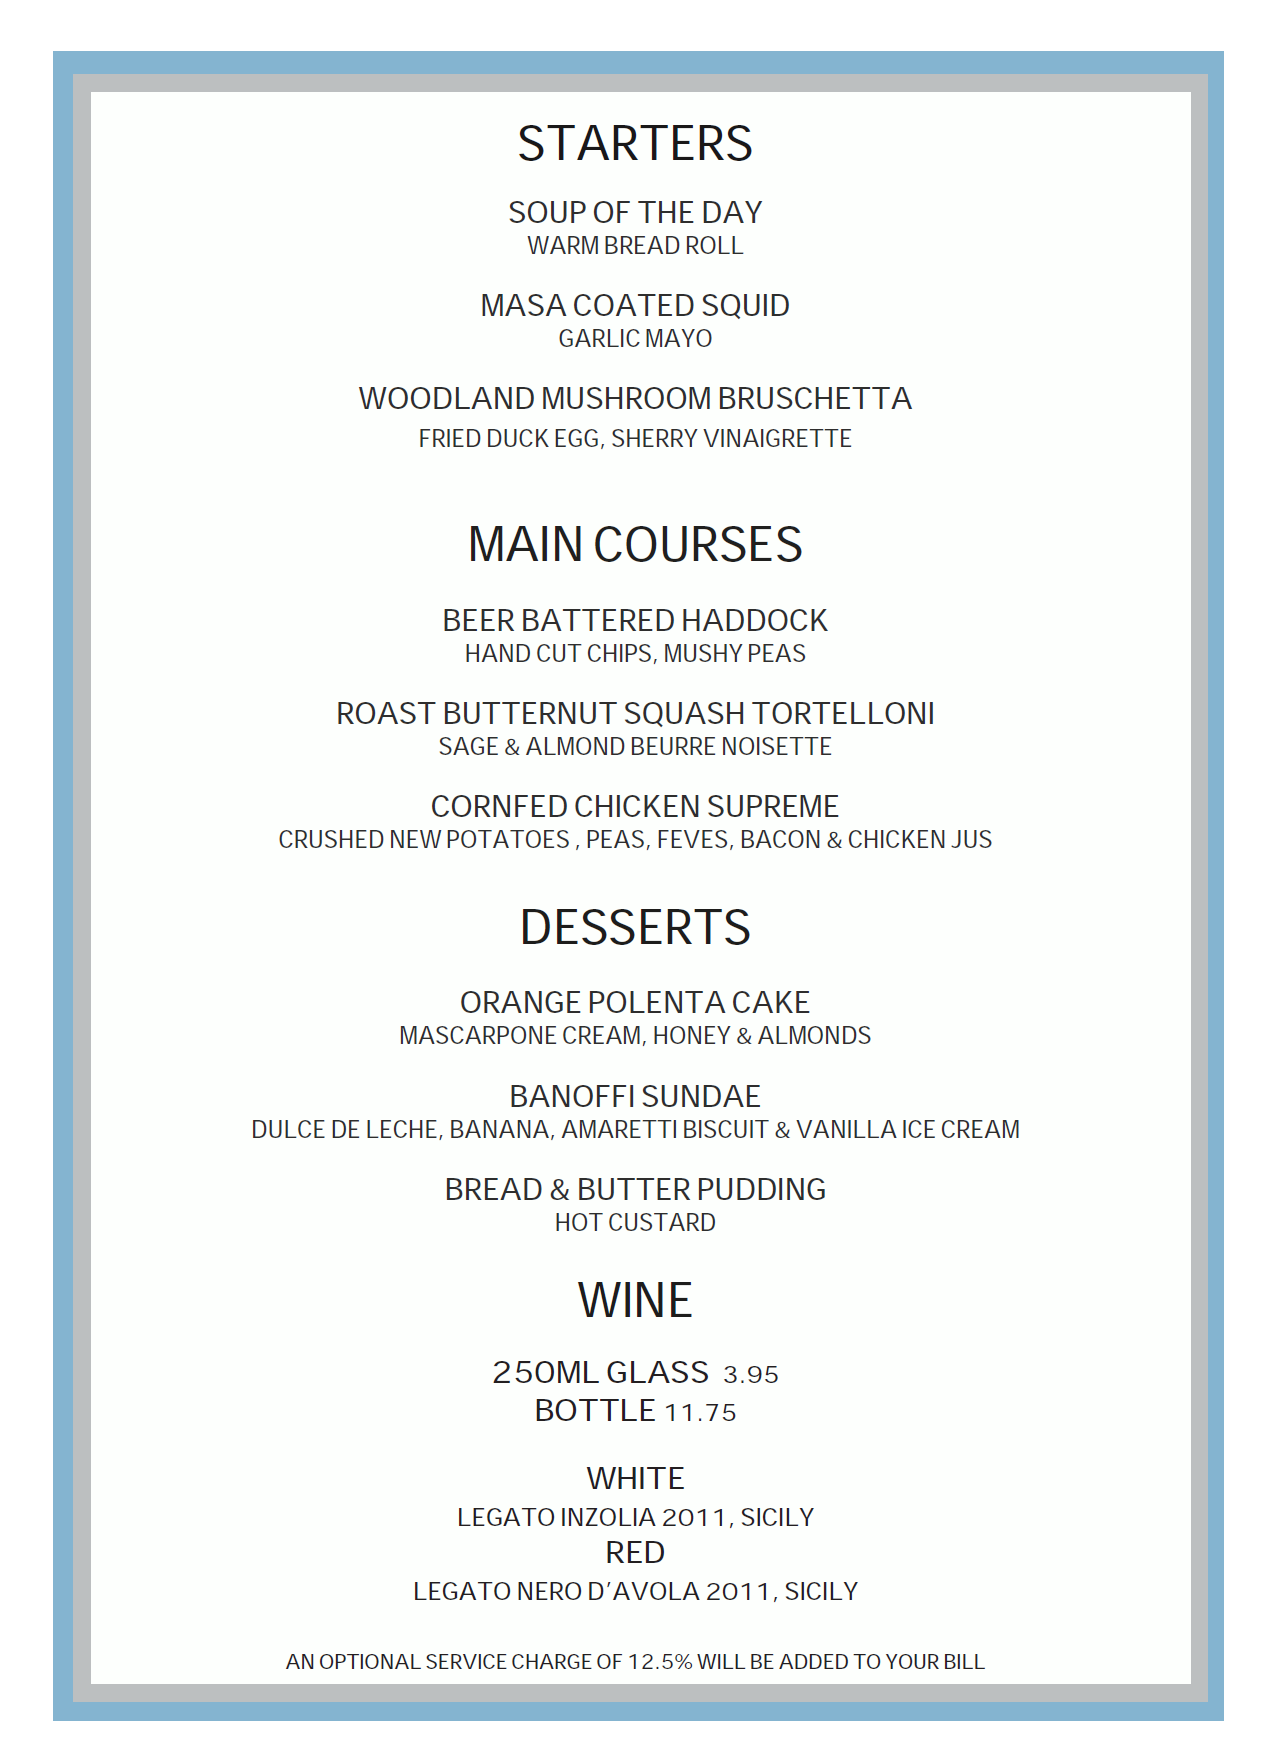 STARTERS
SOUP OF THE DAY
WARM BREAD ROLL
MASA COATED SQUID
GARLIC MAYO
WOODLAND MUSHROOM BRUSCHETTA
FRIED DUCK EGG, SHERRY VINAIGRETTE
MAIN COURSES
BEER BATTERED HADDOCK
HAND CUT CHIPS, MUSHY PEAS
ROAST BUTTERNUT SQUASH TORTELLONI
SAGE & ALMOND BEURRE NOISETTE
CORNFED CHICKEN SUPREME
CRUSHED NEW POTATOES , PEAS, FEVES, BACON & CHICKEN JUS
DESSERTS
ORANGE POLENTA CAKE
MASCARPONE CREAM, HONEY & ALMONDS
BANOFFI SUNDAE
DULCE DE LECHE, BANANA, AMARETTI BISCUIT & VANILLA ICE CREAM
BREAD & BUTTER PUDDING
HOT CUSTARD
WINE
250ML GLASS 3.95
BOTTLE 11.75
WHITE
LEGATO INZOLIA 2011, SICILY
RED
LEGATO NERO D’AVOLA 2011, SICILY
AN OPTIONAL SERVICE CHARGE OF 12.5% WILL BE ADDED TO YOUR BILL